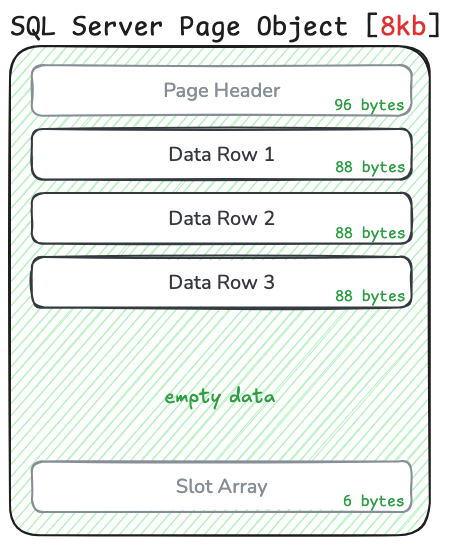 SQL Server Page Object [8kb]
Page Header
96 bytes
Data Row 1
88 bytes
Data Row 2
88 bytes
Data Row 3
88 bytes
empty data
Slot Array
6 bytes